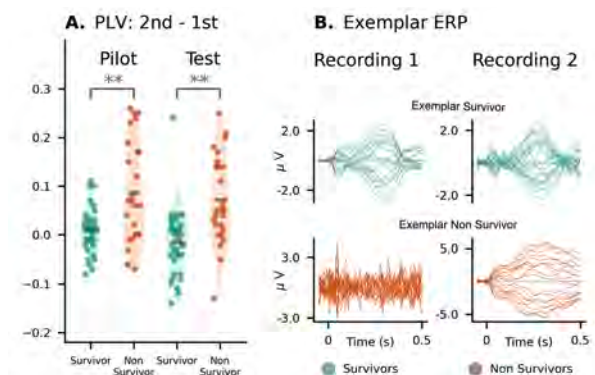 A. PLV: 2nd - 1st
Pilot
Test
**
**
0.3
0.2
0.1
0.0
−0.1
−0.2
Survivor
Non
Survivor
Survivor
Non
Survivor
B. Exemplar ERP
Recording 1
Recording 2
Exemplar Survivor
μ V
2.0
-2.0
2.0
-2.0
Exemplar Non Survivor
μ V
3.0
-3.0
5.0
-5.0
0
Time (s)
0.5
0
Time (s)
0.5
Survivors
Non Survivors